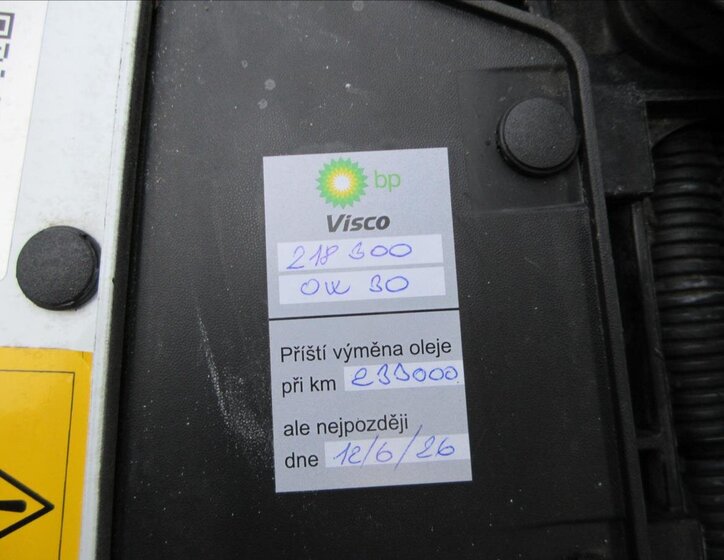 bp
Visco
218 300
0W 30
Příští výměna oleje
při km 233000
ale nejpozději
dne 12/6/26